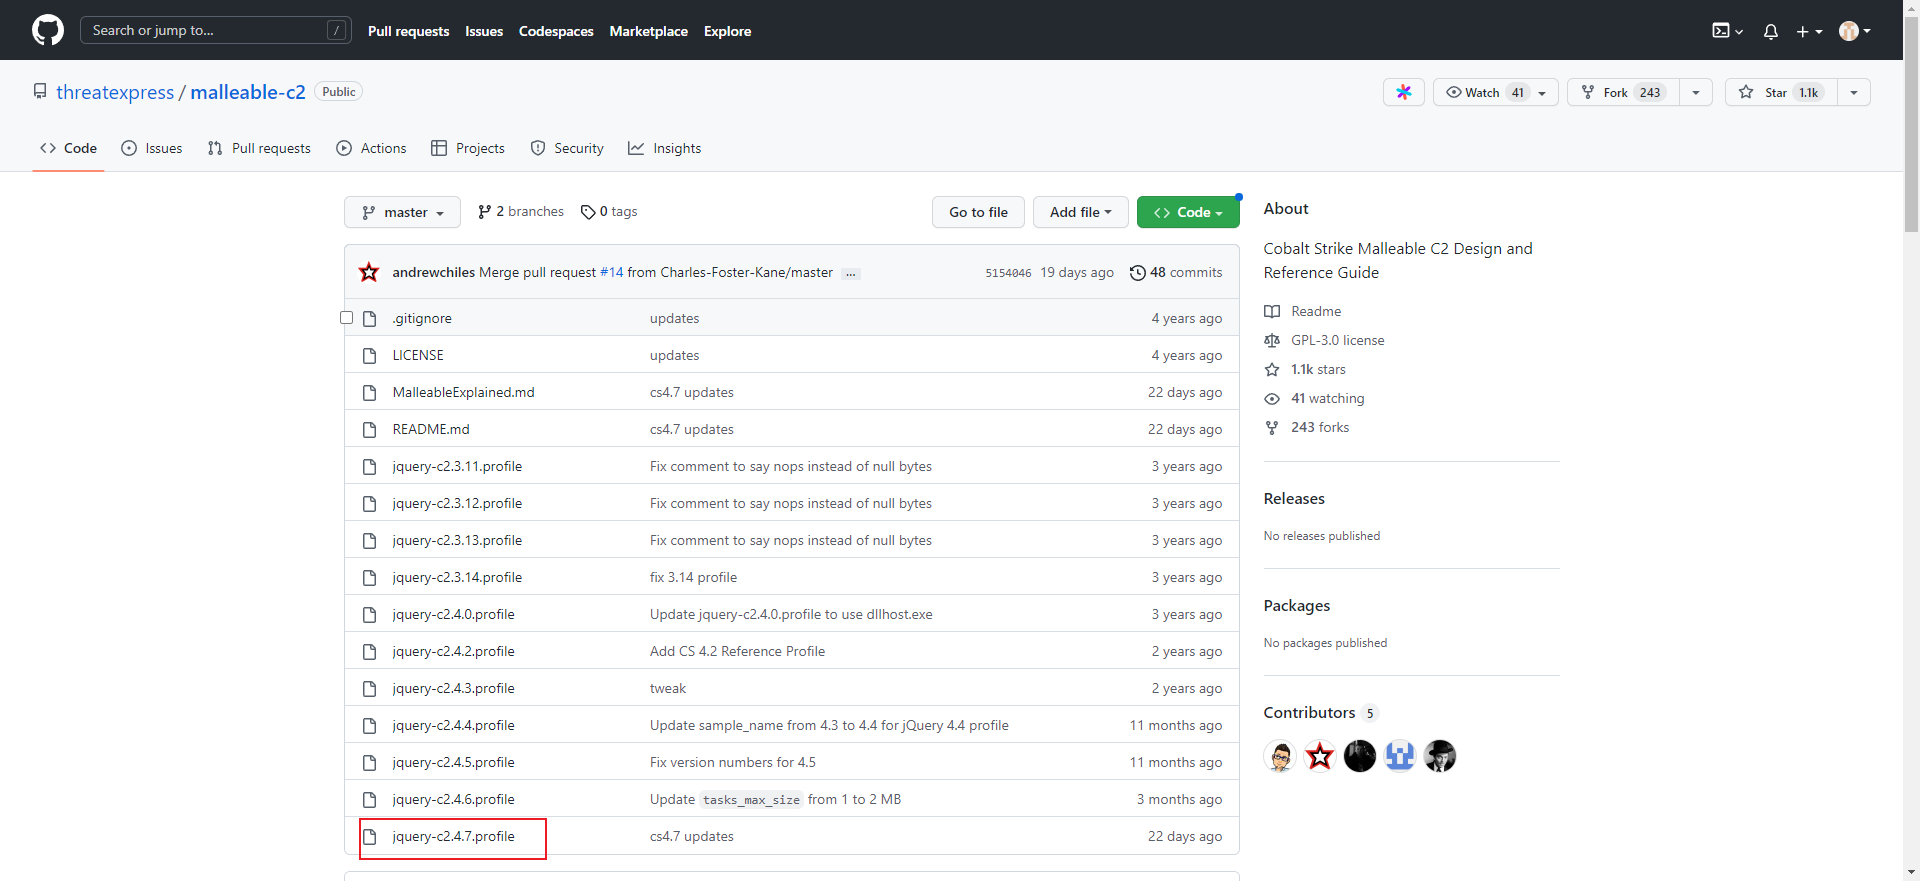 Search or jump to... /
Pull requests Issues Codespaces Marketplace Explore
threatexpress / malleable-c2 Public
Watch 41 Fork 243 Star 1.1k
Code Issues Pull requests Actions Projects Security Insights
master 2 branches 0 tags Go to file Add file Code
andrewchiles Merge pull request #14 from Charles-Foster-Kane/master ... 5154046 19 days ago 48 commits
.gitignore updates 4 years ago
LICENSE updates 4 years ago
MalleableExplained.md cs4.7 updates 22 days ago
README.md cs4.7 updates 22 days ago
jquery-c2.3.11.profile Fix comment to say nops instead of null bytes 3 years ago
jquery-c2.3.12.profile Fix comment to say nops instead of null bytes 3 years ago
jquery-c2.3.13.profile Fix comment to say nops instead of null bytes 3 years ago
jquery-c2.3.14.profile fix 3.14 profile 3 years ago
jquery-c2.4.0.profile Update jquery-c2.4.0.profile to use dllhost.exe 3 years ago
jquery-c2.4.2.profile Add CS 4.2 Reference Profile 2 years ago
jquery-c2.4.3.profile tweak 2 years ago
jquery-c2.4.4.profile Update sample_name from 4.3 to 4.4 for jQuery 4.4 profile 11 months ago
jquery-c2.4.5.profile Fix version numbers for 4.5 11 months ago
jquery-c2.4.6.profile Update tasks_max_size from 1 to 2 MB 3 months ago
jquery-c2.4.7.profile cs4.7 updates 22 days ago
About
Cobalt Strike Malleable C2 Design and
Reference Guide
Readme
GPL-3.0 license
1.1k stars
41 watching
243 forks
Releases
No releases published
Packages
No packages published
Contributors 5